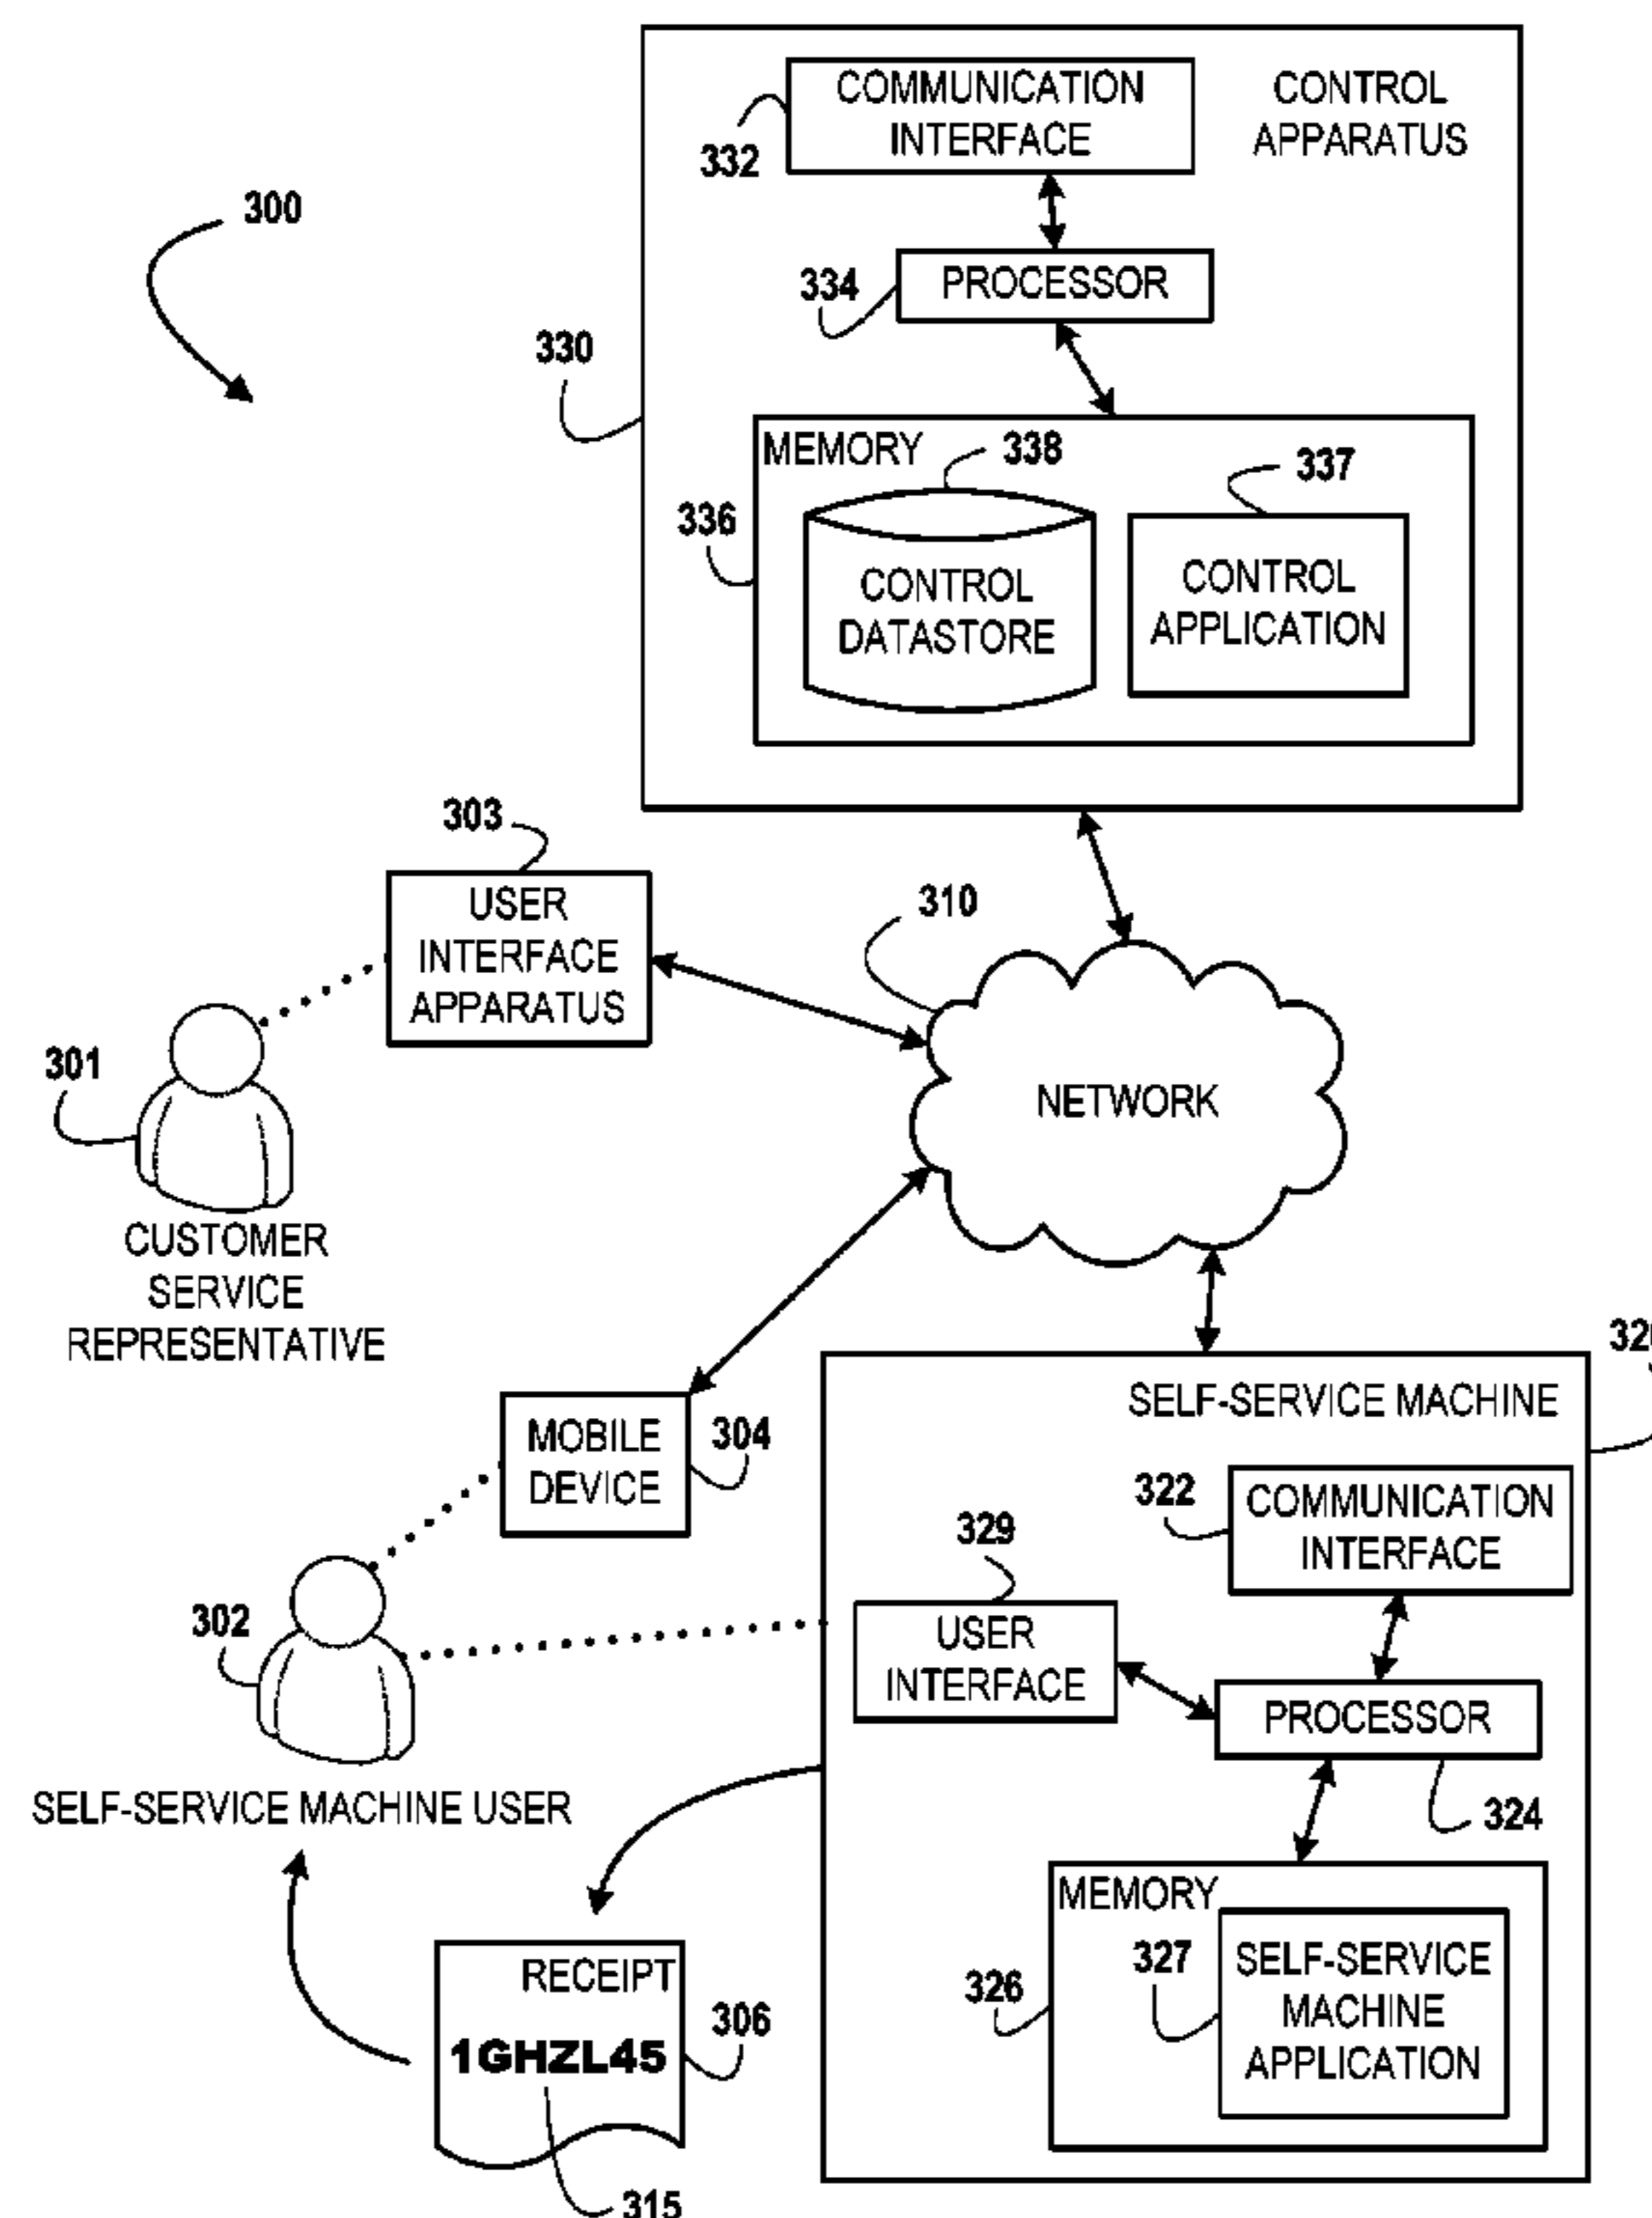 COMMUNICATION
INTERFACE
CONTROL
APPARATUS
332
300
334
PROCESSOR
330
MEMORY
338
337
336
CONTROL
DATASTORE
CONTROL
APPLICATION
303
USER
INTERFACE
APPARATUS
310
301
NETWORK
CUSTOMER
SERVICE
REPRESENTATIVE
MOBILE
DEVICE
304
SELF-SERVICE MACHINE
322
COMMUNICATION
INTERFACE
329
302
USER
INTERFACE
PROCESSOR
SELF-SERVICE MACHINE USER
324
MEMORY
326
327
SELF-SERVICE
MACHINE
APPLICATION
RECEIPT
1GHZL45
306
315